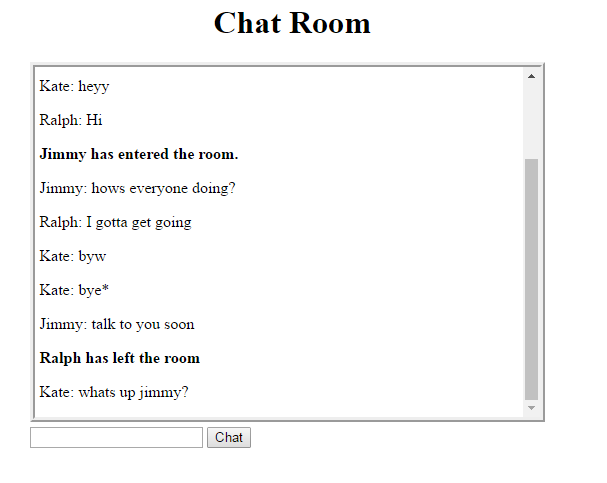 Chat Room
Kate: heyy
Ralph: Hi
Jimmy has entered the room.
Jimmy: hows everyone doing?
Ralph: I gotta get going
Kate: byw
Kate: bye*
Jimmy: talk to you soon
Ralph has left the room
Kate: whats up jimmy?
Chat